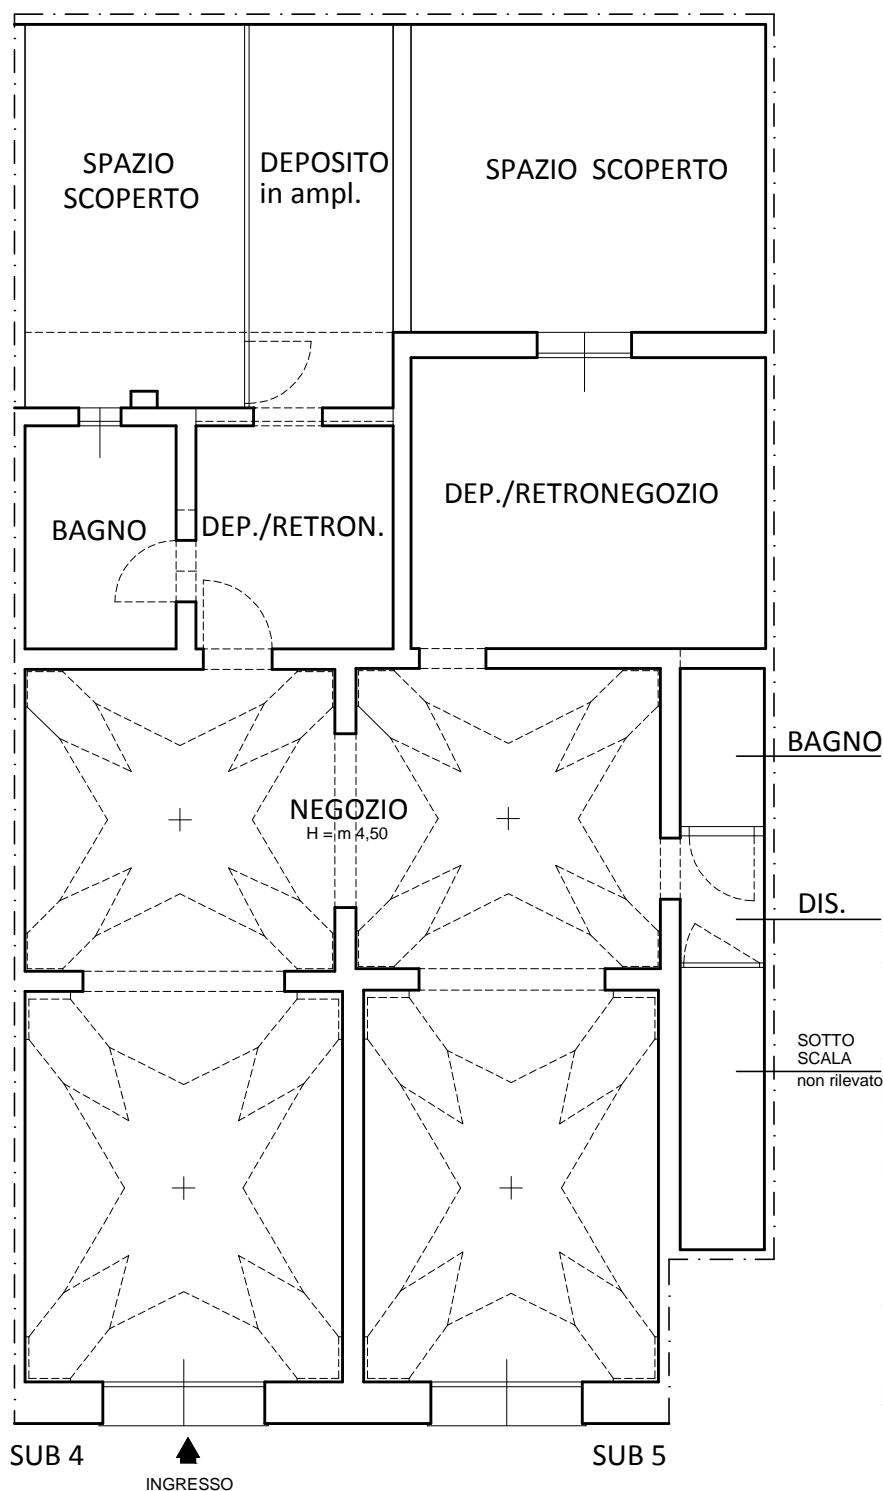 SPAZIO
SCOPERTO
DEPOSITO
in ampl.
SPAZIO SCOPERTO
DEP./RETRONEGOZIO
BAGNO
DEP./RETRON.
BAGNO
NEGOZIO
H = m 4,50
DIS.
SOTTO
SCALA
non rilevato
SUB 4
SUB 5
INGRESSO